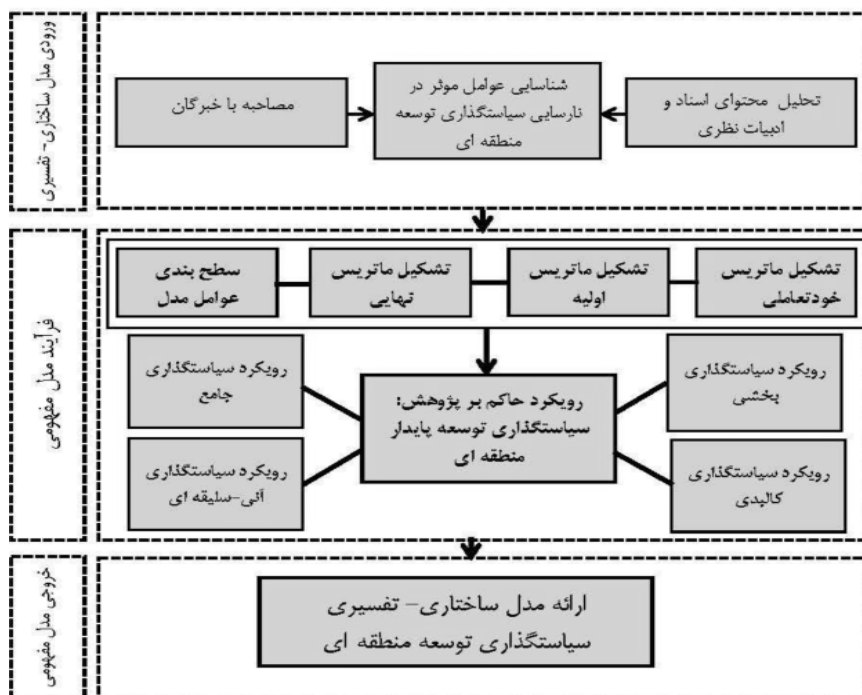 ورودی مدل ساختاری- تفسیری
تحلیل محتوای اسناد و
ادبیات نظری
شناسایی عوامل موثر در
نارسایی سیاستگذاری توسعه
منطقه ای
مصاحبه با خبرگان
فرآیند مدل مفهومی
تشکیل ماتریس
خودتعاملی
تشکیل ماتریس
اولیه
تشکیل ماتریس
نهایی
سطح بندی
عوامل مدل
رویکرد سیاستگذاری
بخشی
رویکرد حاکم بر پژوهش:
سیاستگذاری توسعه پایدار
منطقه ای
رویکرد سیاستگذاری
جامع
رویکرد سیاستگذاری
کالبدی
رویکرد سیاستگذاری
آنی-سلیقه ای
خروجی مدل مفهومی
ارائه مدل ساختاری- تفسیری
سیاستگذاری توسعه منطقه ای